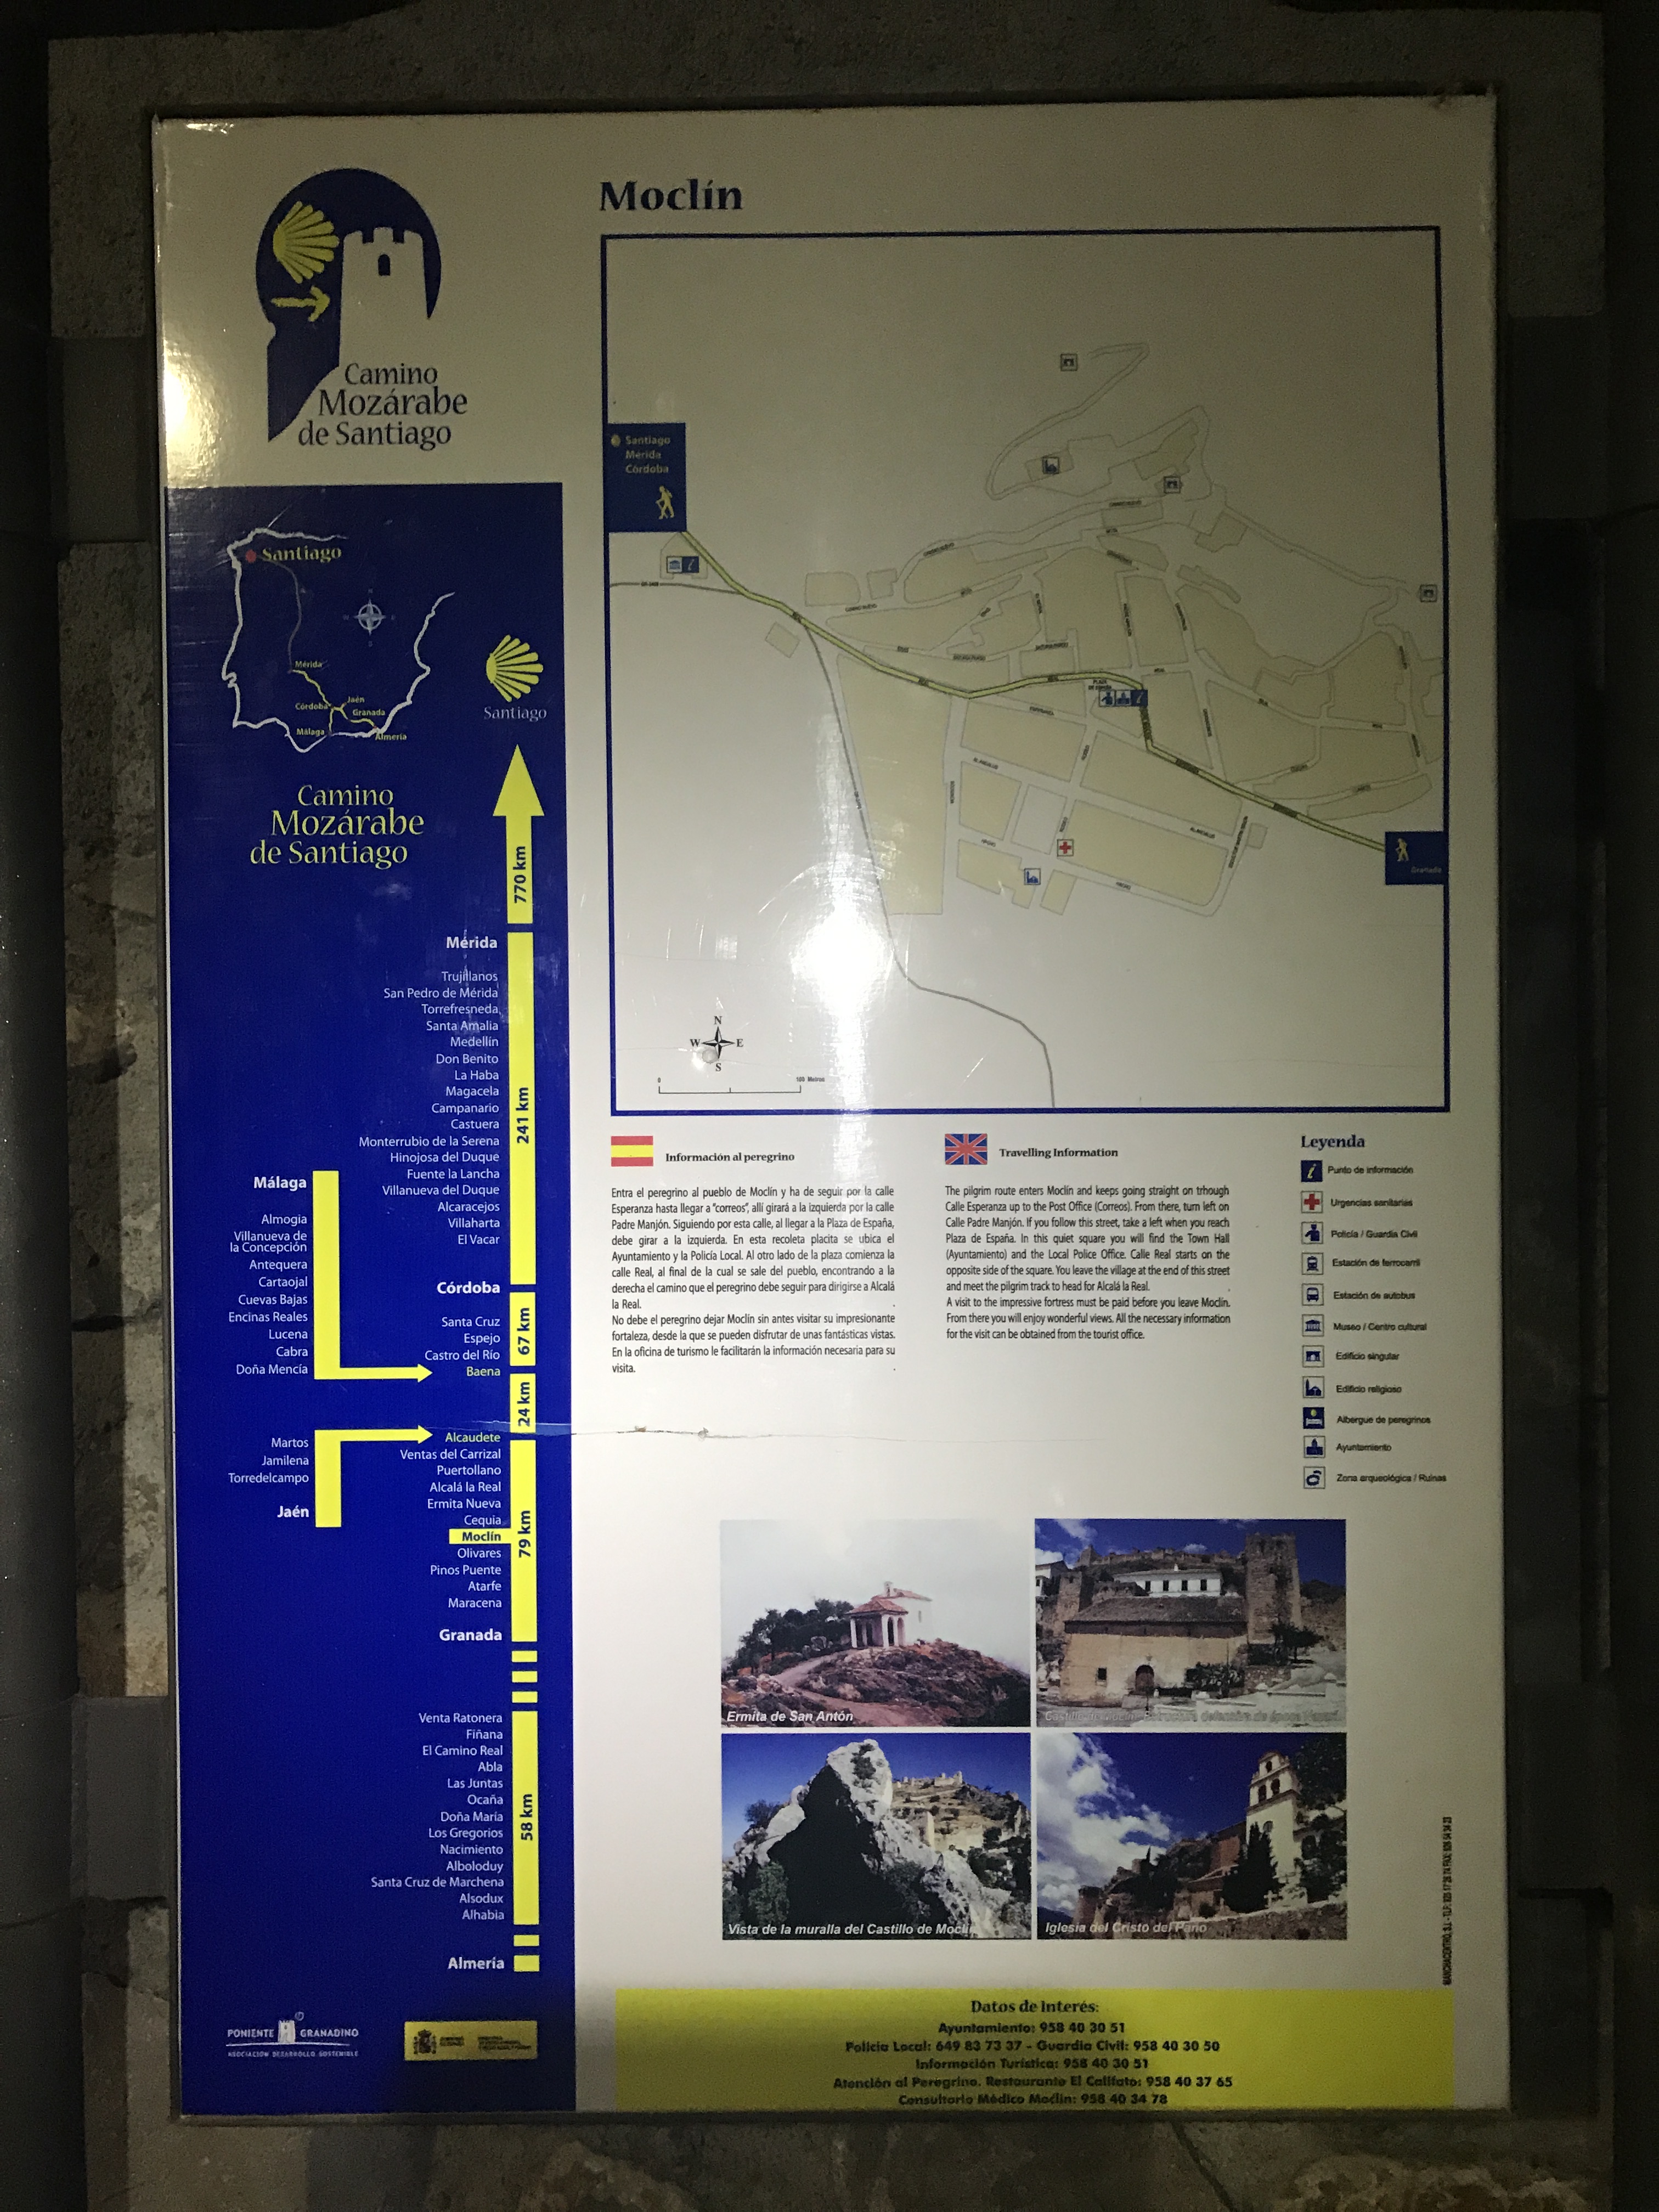 Camino
Mozárabe
de Santiago
Moclín
Santiago
Mérida
Córdoba
Granada
N
W E
S
0 100 Metros
Santiago
Mérida
Jaén
Córdoba
Granada
Málaga
Almería
Santiago
Camino
Mozárabe
de Santiago
770 km
Mérida
Trujillanos
San Pedro de Mérida
Torrefresneda
Santa Amalia
Medellín
Don Benito
La Haba
Magacela
Campanario
Castuera
Monterrubio de la Serena
Hinojosa del Duque
Fuente la Lancha
Villanueva del Duque
Alcaracejos
Villaharta
El Vacar
241 km
Córdoba
Santa Cruz
Espejo
Castro del Río
Baena
67 km
24 km
Málaga
Almogia
Villanueva de
la Concepción
Antequera
Cartaojal
Cuevas Bajas
Encinas Reales
Lucena
Cabra
Doña Mencía
Martos
Jamilena
Torredelcampo
Jaén
Alcaudete
Ventas del Carrizal
Puertollano
Alcalá la Real
Ermita Nueva
Cequia
Moclín
Olivares
Pinos Puente
Atarfe
Maracena
79 km
Granada
Venta Ratonera
Fiñana
El Camino Real
Abla
Las Juntas
Ocaña
Doña María
Los Gregorios
Nacimiento
Alboloduy
Santa Cruz de Marchena
Alsodux
Alhabia
58 km
Almería
PONIENTE GRANADINO
ASOCIACIÓN DESARROLLO SOSTENIBLE
Información al peregrino
Entra el peregrino al pueblo de Moclín y ha de seguir por la calle
Esperanza hasta llegar a "correos", allí girará a la izquierda por la calle
Padre Manjón. Siguiendo por esta calle, al llegar a la Plaza de España,
debe girar a la izquierda. En esta recoleta placita se ubica el
Ayuntamiento y la Policía Local. Al otro lado de la plaza comienza la
calle Real, al final de la cual se sale del pueblo, encontrando a la
derecha el camino que el peregrino debe seguir para dirigirse a Alcalá
la Real.
No debe el peregrino dejar Moclín sin antes visitar su impresionante
fortaleza, desde la que se pueden disfrutar de unas fantásticas vistas.
En la oficina de turismo le facilitarán la información necesaria para su
visita.
Travelling Information
The pilgrim route enters Moclín and keeps going straight on trhough
Calle Esperanza up to the Post Office (Correos). From there, turn left on
Calle Padre Manjón. If you follow this street, take a left when you reach
Plaza de España. In this quiet square you will find the Town Hall
(Ayuntamiento) and the Local Police Office. Calle Real starts on the
opposite side of the square. You leave the village at the end of this street
and meet the pilgrim track to head for Alcalá la Real.
A visit to the impressive fortress must be paid before you leave Moclín.
From there you will enjoy wonderful views. All the necessary information
for the visit can be obtained from the tourist office.
Leyenda
Punto de información
Urgencias sanitarias
Policía / Guardia Civil
Estación de ferrocarril
Estación de autobus
Museo / Centro cultural
Edificio singular
Edificio religioso
Albergue de peregrinos
Ayuntamiento
Zona arqueológica / Ruinas
Ermita de San Antón
Vista de la muralla del Castillo de Moclín
Iglesia del Cristo del Paño
Datos de Interés:
Ayuntamiento: 958 40 30 51
Policía Local: 649 83 73 37 - Guardia Civil: 958 40 30 50
Información Turística: 958 40 30 51
Atención al Peregrino. Restaurante El Califato: 958 40 37 65
Consultorio Médico Moclín: 958 40 34 78